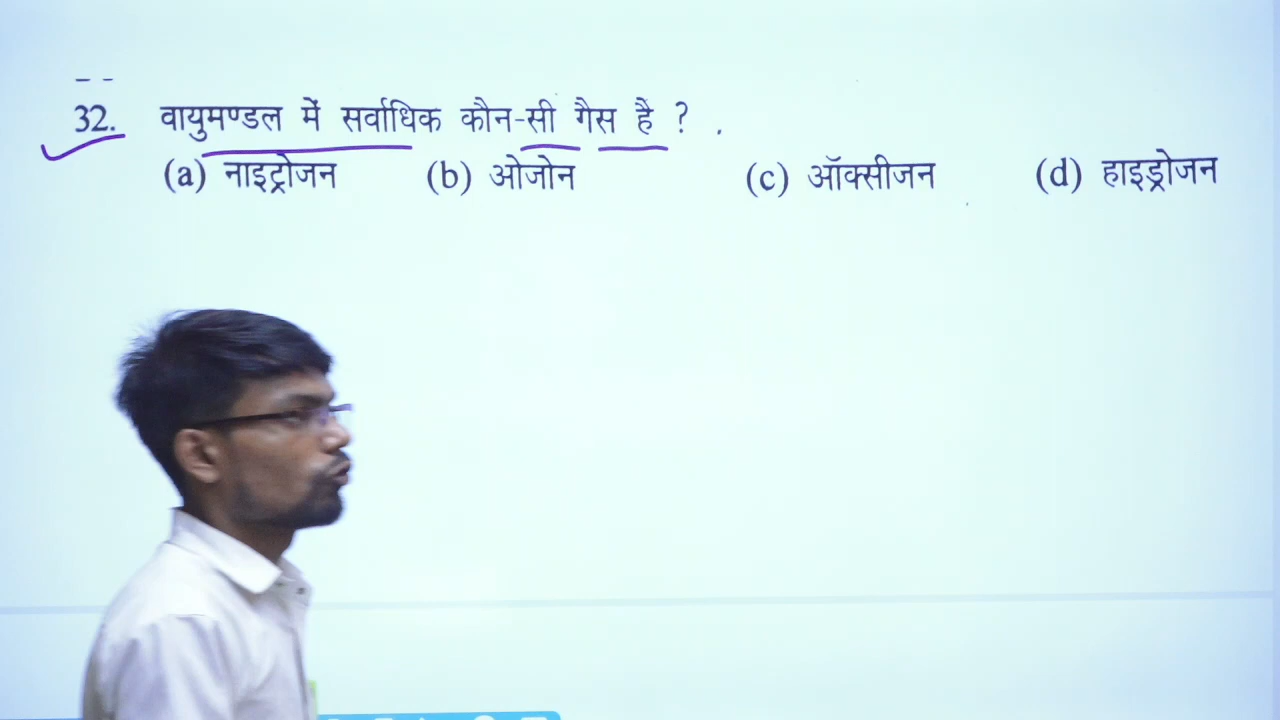 32. वायुमण्डल में सर्वाधिक कौन-सी गैस है ?
(a) नाइट्रोजन (b) ओजोन (c) ऑक्सीजन (d) हाइड्रोजन